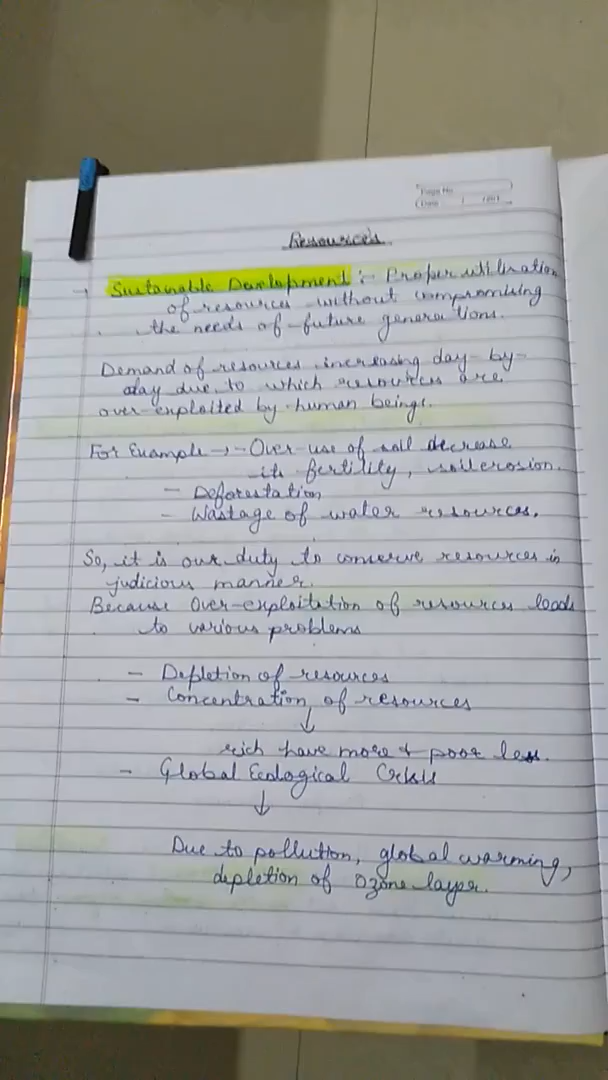 Page No
Date
Resources
→ Sustainable Development :- Proper utilization
of resources without compromising
the needs of future generations.
Demand of resources increasing day-by-
day due to which resources are
over-exploited by human beings.
For Example → - Over-use of soil decrease
its fertility, soil erosion.
- Deforestation
- Wastage of water resources.
So, it is our duty to conserve resources in
judicious manner.
Because Over-exploitation of resources leads
to various problems
- Depletion of resources
- Concentration of resources
↓
rich have more & poor less.
- Global Ecological Crisis
↓
Due to pollution, global warming,
depletion of Ozone layer.